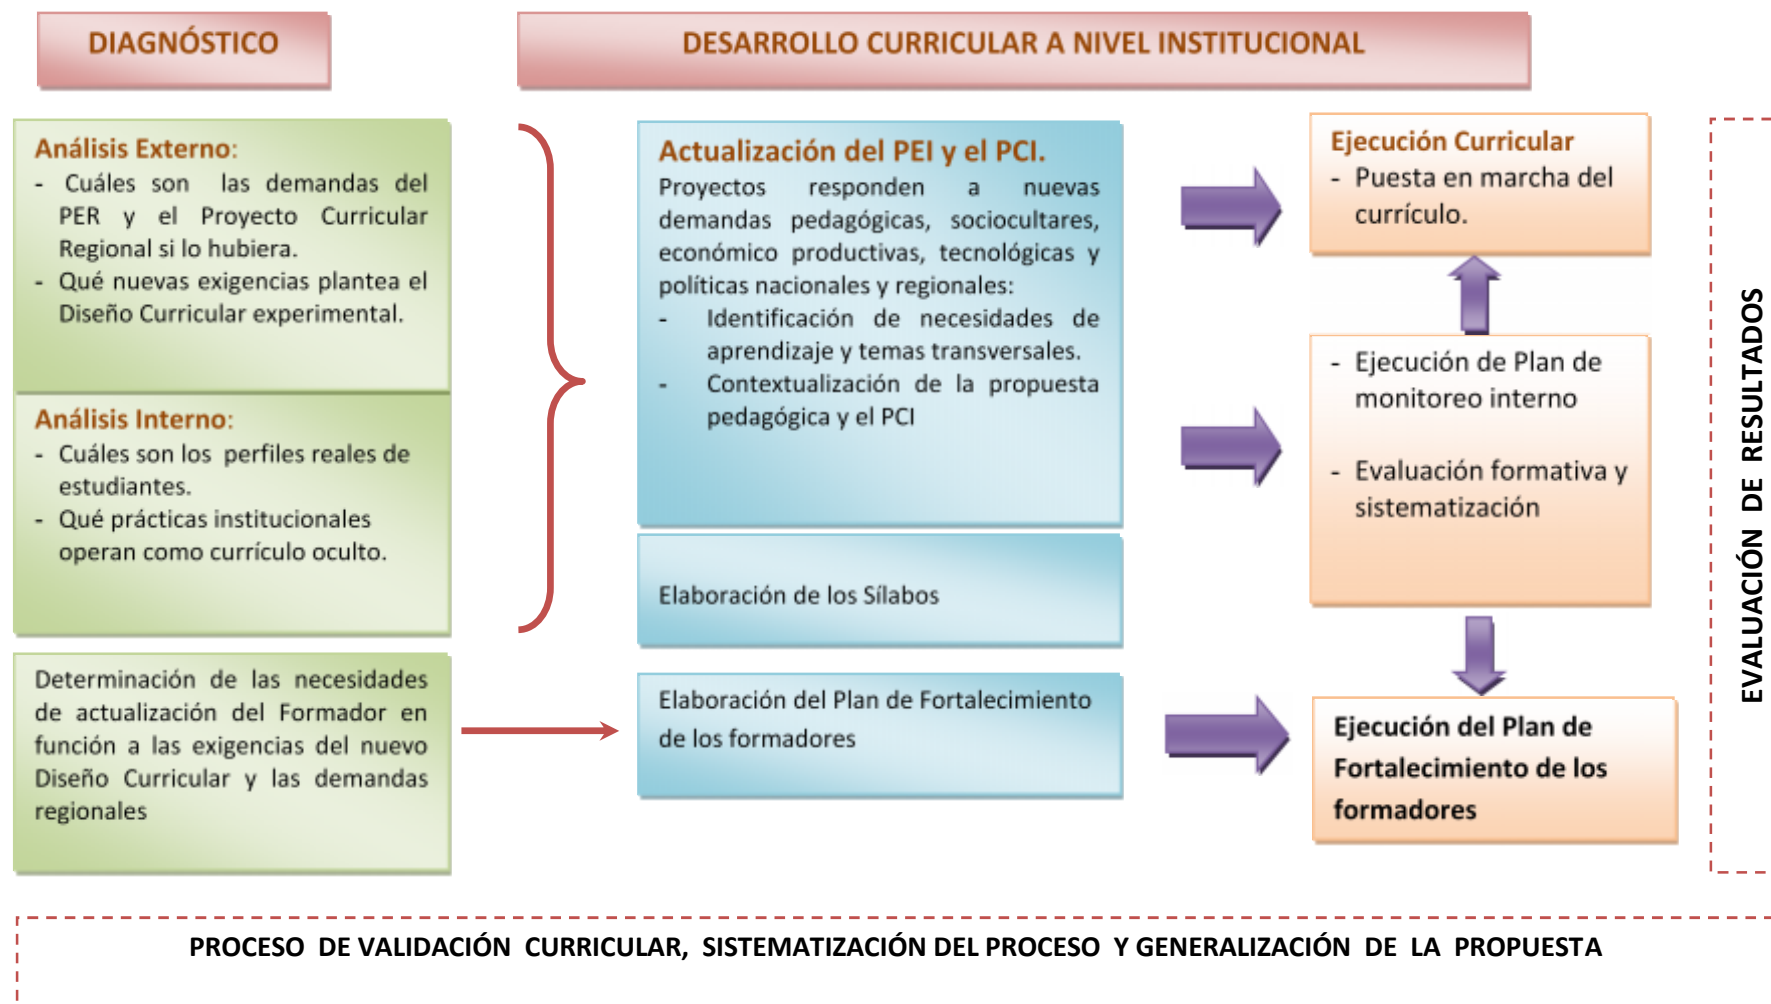 DIAGNÓSTICO
DESARROLLO CURRICULAR A NIVEL INSTITUCIONAL
Análisis Externo:
- Cuáles son las demandas del
PER y el Proyecto Curricular
Regional si lo hubiera.
- Qué nuevas exigencias plantea el
Diseño Curricular experimental.
Análisis Interno:
- Cuáles son los perfiles reales de
estudiantes.
- Qué prácticas institucionales
operan como currículo oculto.
Determinación de las necesidades
de actualización del Formador en
función a las exigencias del nuevo
Diseño Curricular y las demandas
regionales
Actualización del PEI y el PCI.
Proyectos responden a nuevas
demandas pedagógicas, sociocultares,
económico productivas, tecnológicas y
políticas nacionales y regionales:
- Identificación de necesidades de
aprendizaje y temas transversales.
- Contextualización de la propuesta
pedagógica y el PCI
Elaboración de los Sílabos
Elaboración del Plan de Fortalecimiento
de los formadores
Ejecución Curricular
- Puesta en marcha del
currículo.
- Ejecución de Plan de
monitoreo interno
- Evaluación formativa y
sistematización
Ejecución del Plan de
Fortalecimiento de los
formadores
EVALUACIÓN DE RESULTADOS
PROCESO DE VALIDACIÓN CURRICULAR, SISTEMATIZACIÓN DEL PROCESO Y GENERALIZACIÓN DE LA PROPUESTA